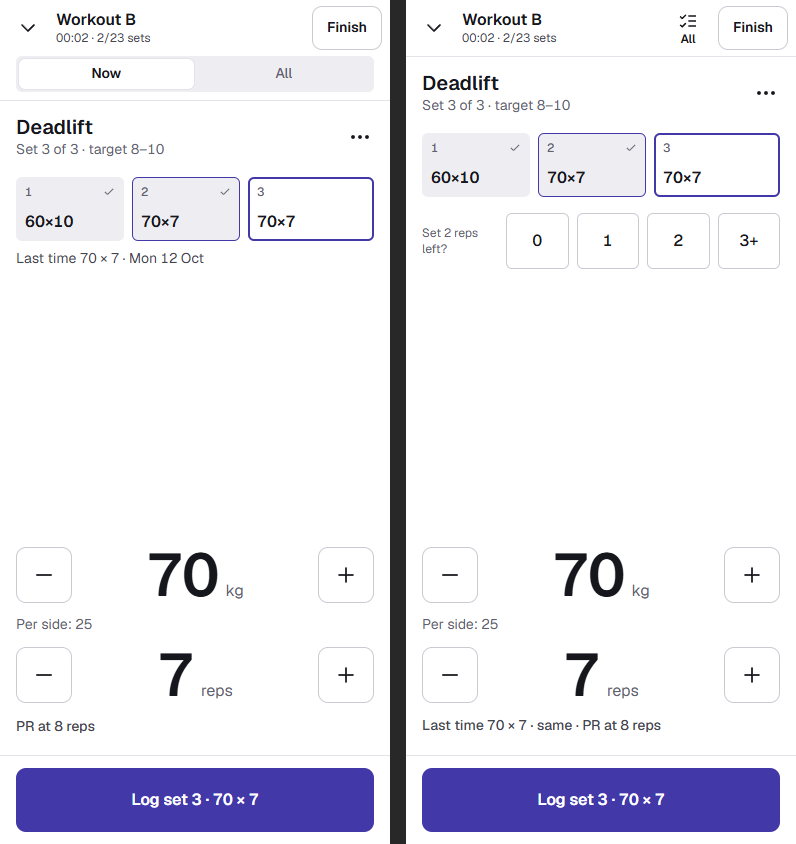 Workout B
00:02 · 2/23 sets
Finish
Now
All
Deadlift
Set 3 of 3 · target 8–10
1
60×10
2
70×7
3
70×7
Last time 70 × 7 · Mon 12 Oct
70 kg
Per side: 25
7 reps
PR at 8 reps
Log set 3 · 70 × 7
Workout B
00:02 · 2/23 sets
All
Finish
Deadlift
Set 3 of 3 · target 8–10
1
60×10
2
70×7
3
70×7
Set 2 reps
left?
0
1
2
3+
70 kg
Per side: 25
7 reps
Last time 70 × 7 · same · PR at 8 reps
Log set 3 · 70 × 7